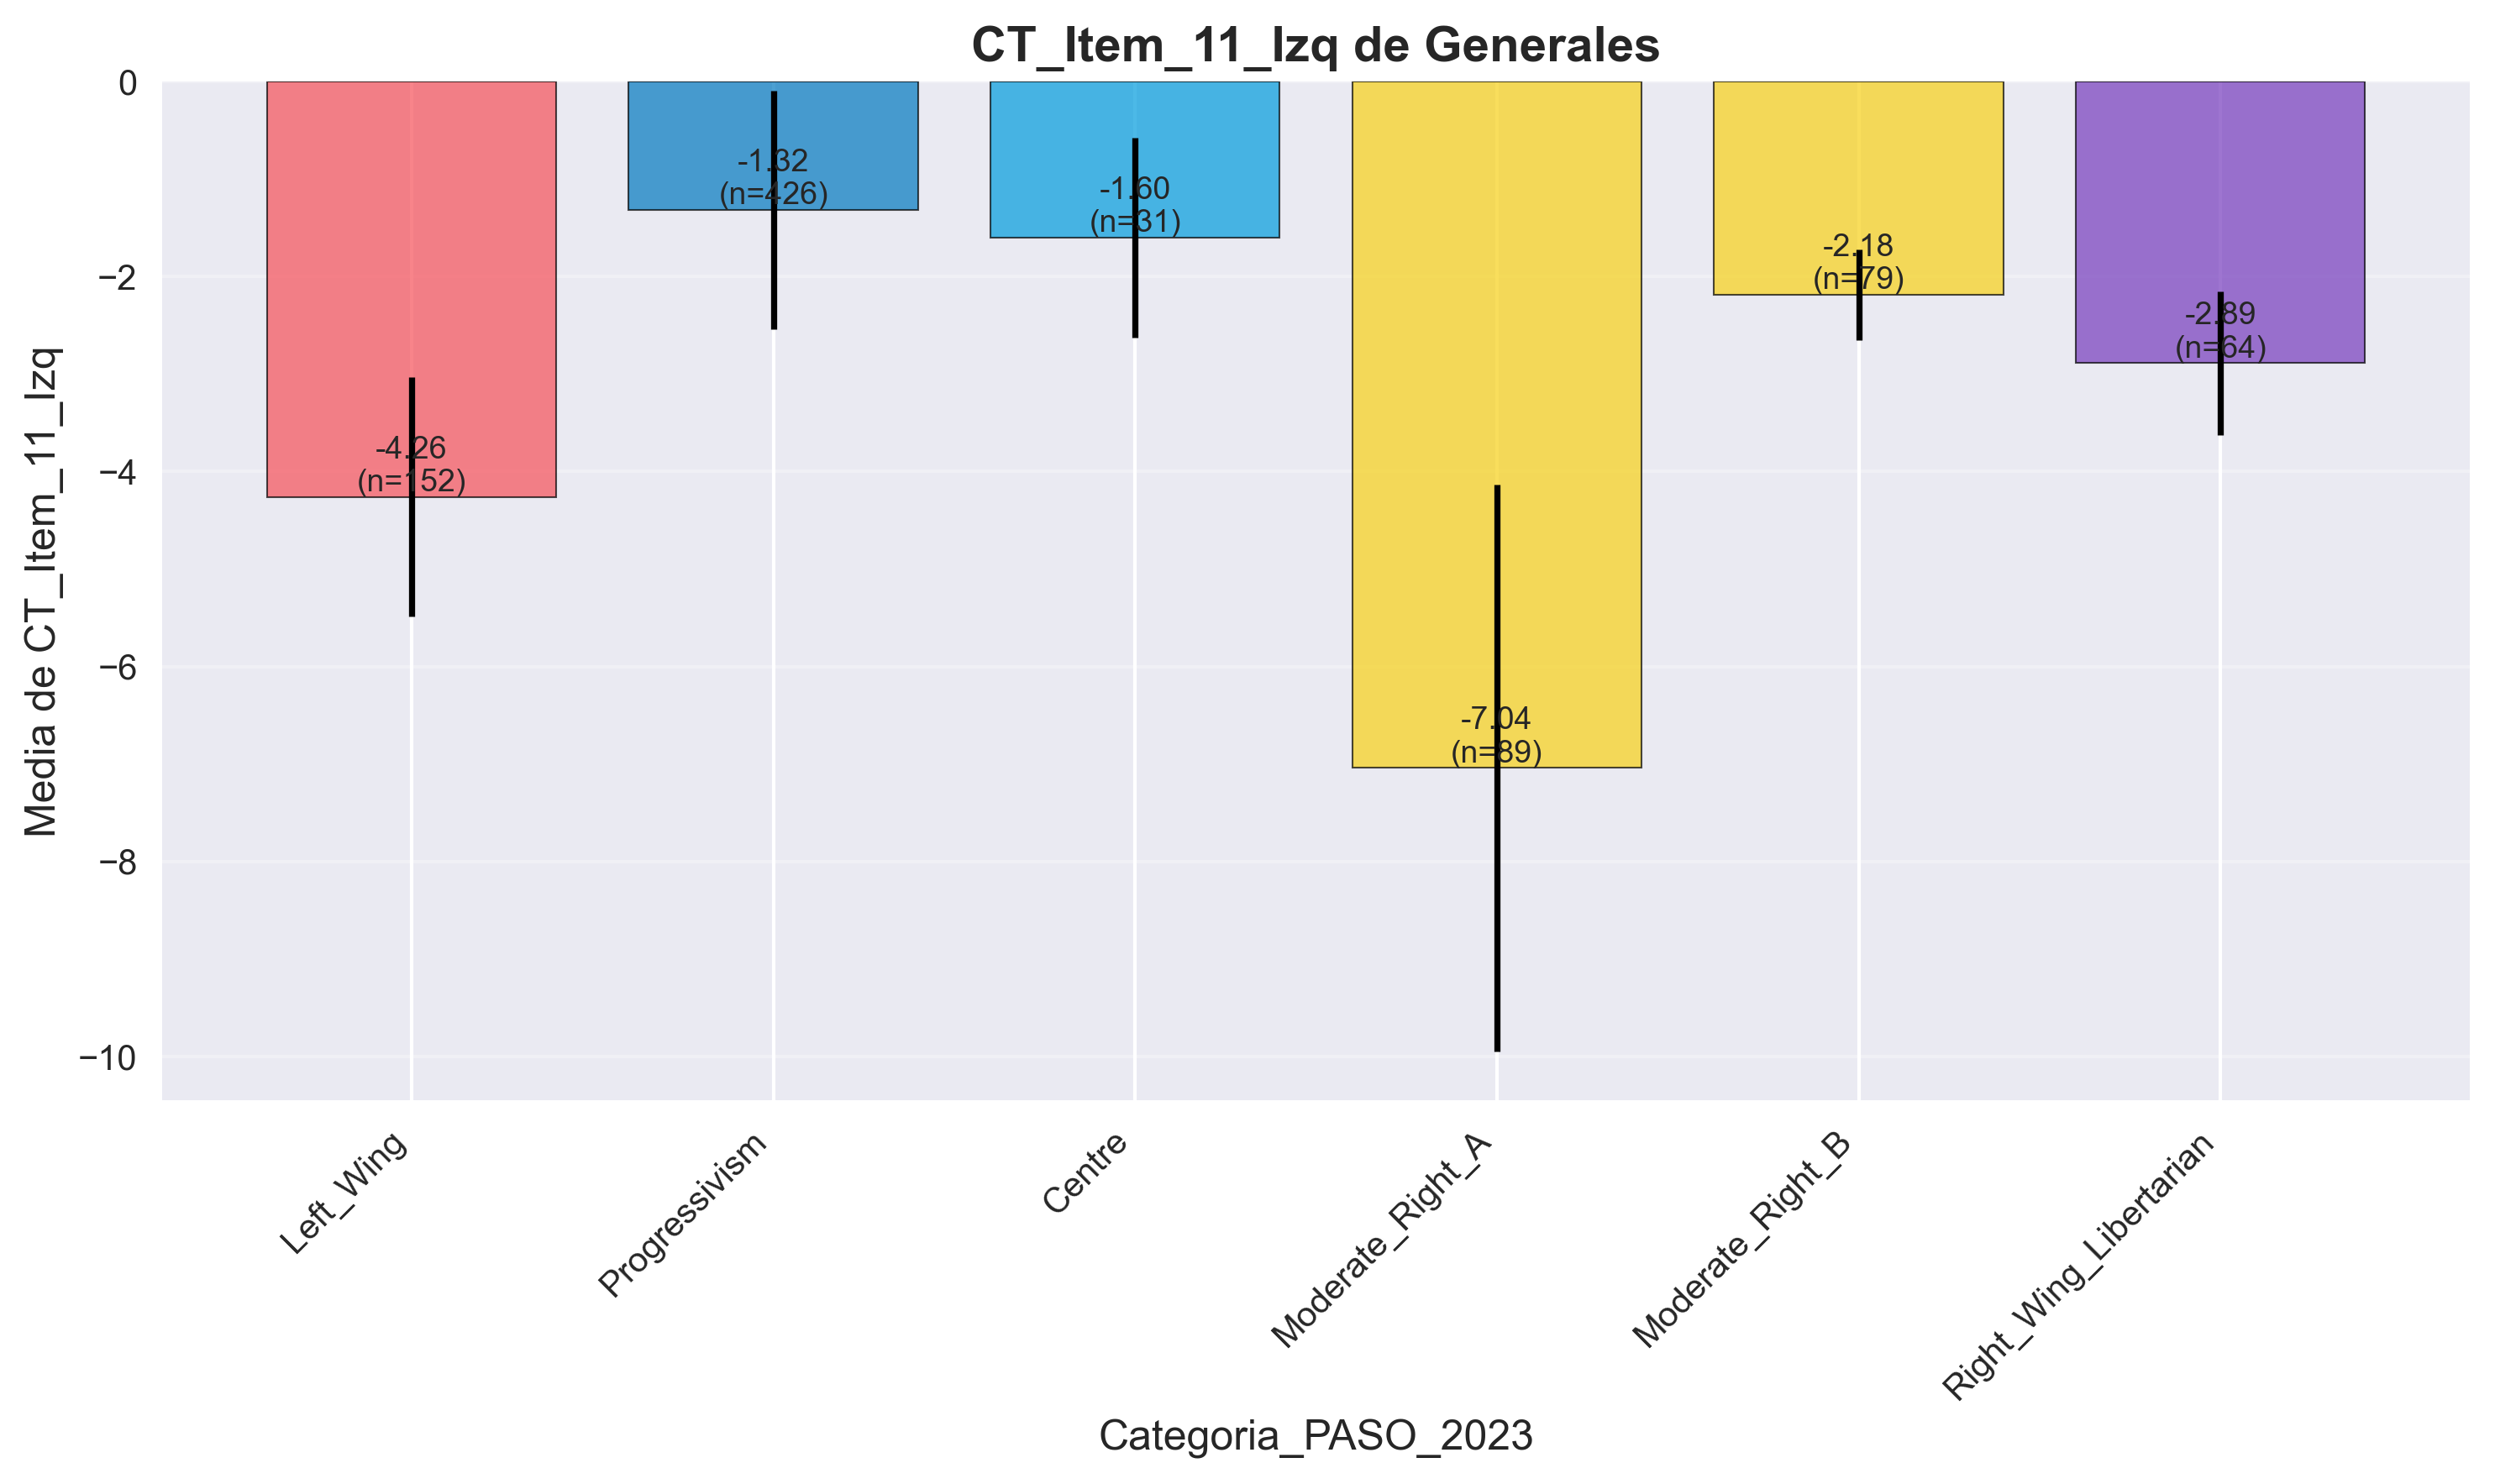 CT_Item_11_Izq de Generales
Media de CT_Item_11_Izq
0
−2
−4
−6
−8
−10
-4.26
(n=152)
-1.32
(n=426)
-1.60
(n=31)
-7.04
(n=89)
-2.18
(n=79)
-2.89
(n=64)
Left_Wing
Progressivism
Centre
Moderate_Right_A
Moderate_Right_B
Right_Wing_Libertarian
Categoria_PASO_2023